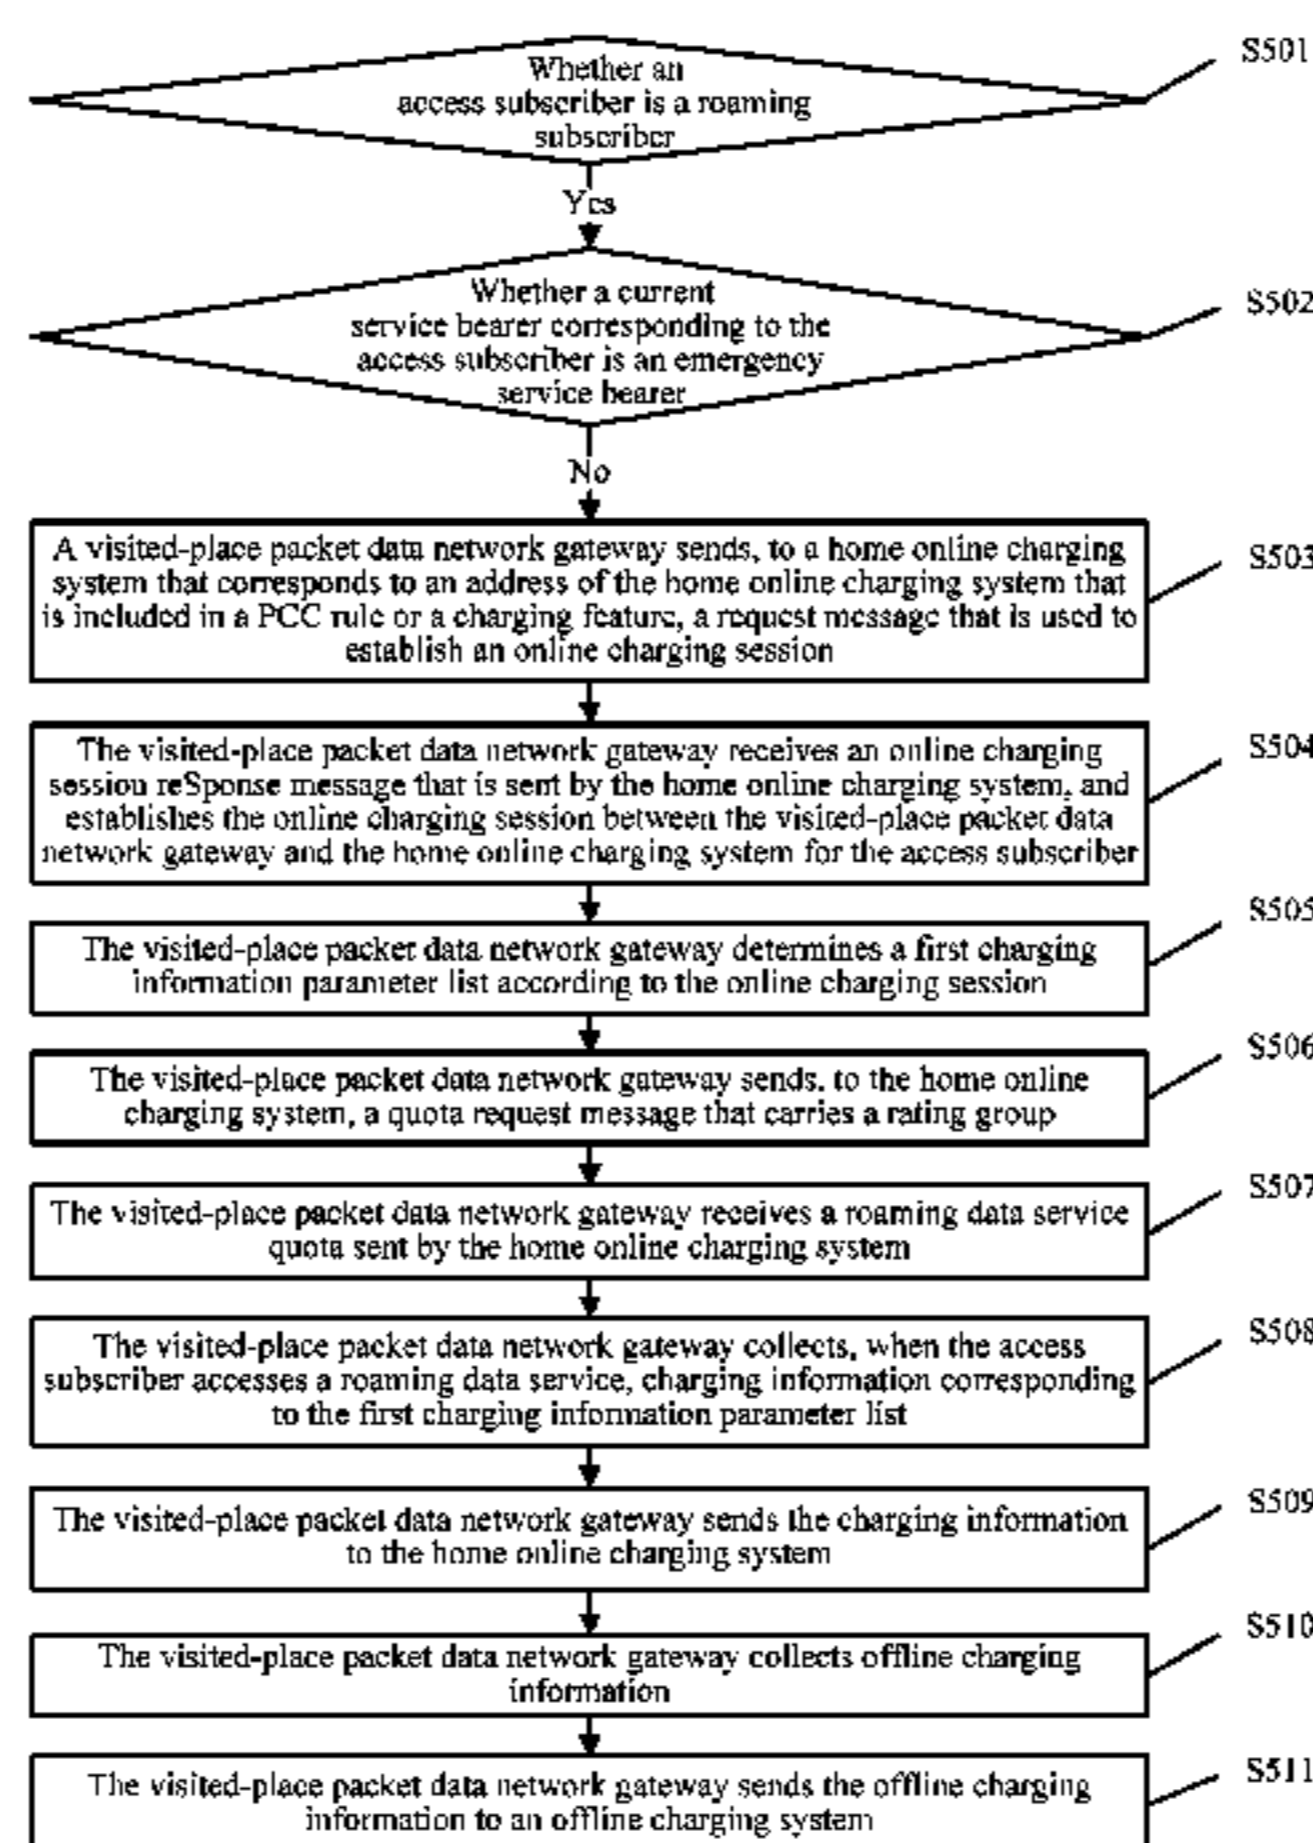 Whether an
access subscriber is a roaming
subscriber
S501
Yes
Whether a current
service bearer corresponding to the
access subscriber is an emergency
service bearer
S502
No
A visited-place packet data network gateway sends, to a home online charging
system that corresponds to an address of the home online charging system that
is included in a PCC rule or a charging feature, a request message that is used to
establish an online charging session
S503
The visited-place packet data network gateway receives an online charging
session reSponse message that is sent by the home online charging system, and
establishes the online charging session between the visited-place packet data
network gateway and the home online charging system for the access subscriber
S504
The visited-place packet data network gateway determines a first charging
information parameter list according to the online charging session
S505
The visited-place packet data network gateway sends, to the home online
charging system, a quota request message that carries a rating group
S506
The visited-place packet data network gateway receives a roaming data service
quota sent by the home online charging system
S507
The visited-place packet data network gateway collects, when the access
subscriber accesses a roaming data service, charging information corresponding
to the first charging information parameter list
S508
The visited-place packet data network gateway sends the charging information
to the home online charging system
S509
The visited-place packet data network gateway collects offline charging
information
S510
The visited-place packet data network gateway sends the offline charging
information to an offline charging system
S511